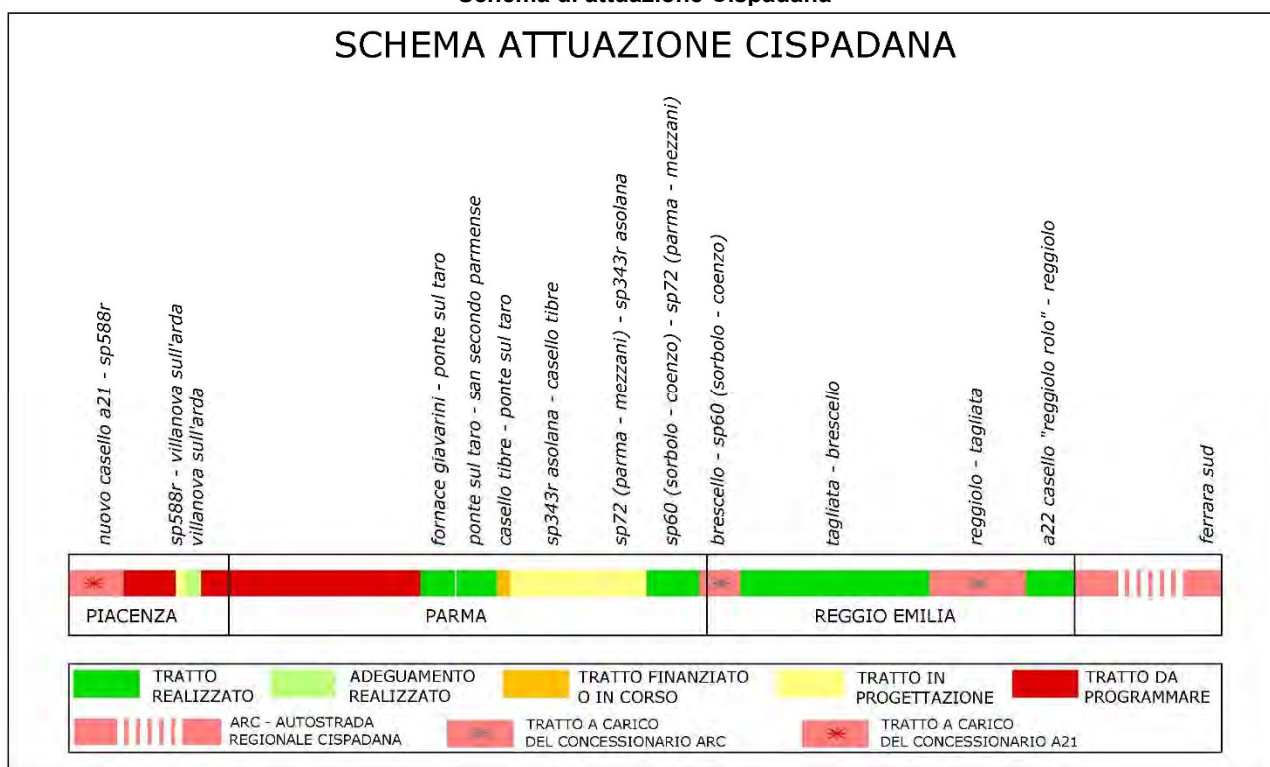 Schema di attuazione Cispadana
SCHEMA ATTUAZIONE CISPADANA
nuovo casello a21 - sp588r
sp588r - villanova sull'arda
villanova sull'arda
fornace giavarini - ponte sul taro
ponte sul taro - san secondo parmense
casello tibre - ponte sul taro
sp343r asolana - casello tibre
sp72 (parma - mezzani) - sp343r asolana
sp60 (sorbolo - coenzo) - sp72 (parma - mezzani)
brescello - sp60 (sorbolo - coenzo)
tagliata - brescello
reggiolo - tagliata
a22 casello "reggiolo rolo" - reggiolo
ferrara sud
PIACENZA
PARMA
REGGIO EMILIA
TRATTO
REALIZZATO
ADEGUAMENTO
REALIZZATO
TRATTO FINANZIATO
O IN CORSO
TRATTO IN
PROGETTAZIONE
TRATTO DA
PROGRAMMARE
ARC - AUTOSTRADA
REGIONALE CISPADANA
TRATTO A CARICO
DEL CONCESSIONARIO ARC
TRATTO A CARICO
DEL CONCESSIONARIO A21